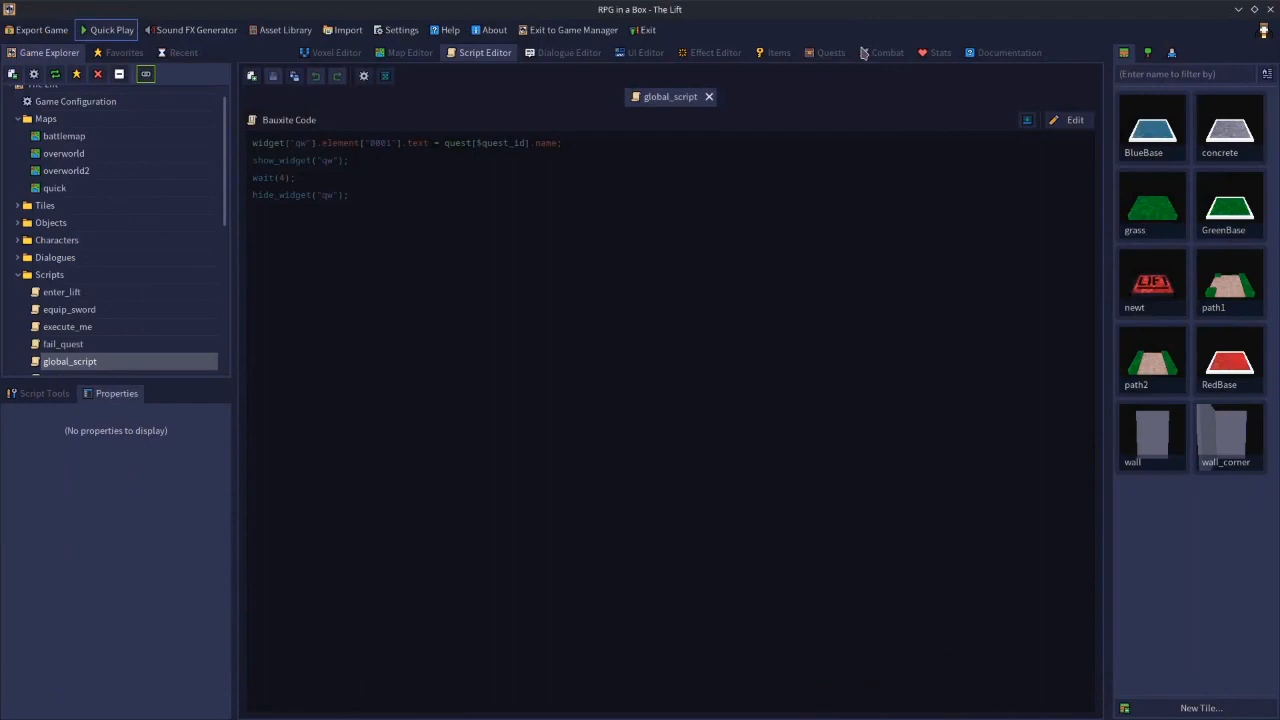 RPG in a Box - The Lift
Export Game Quick Play Sound FX Generator Asset Library Import Settings Help About Exit to Game Manager Exit
Game Explorer Favorites Recent Voxel Editor Map Editor Script Editor Dialogue Editor UI Editor Effect Editor Items Quests Combat Stats Documentation
(Enter name to filter by)
The Lift
Game Configuration
Maps
battlemap
overworld
overworld2
quick
Tiles
Objects
Characters
Dialogues
Scripts
enter_lift
equip_sword
execute_me
fail_quest
global_script
Script Tools Properties
(No properties to display)
global_script
Bauxite Code Edit
widget["qw"].element["0001"].text = quest[$quest_id].name;
show_widget("qw");
wait(4);
hide_widget("qw");
BlueBase concrete
grass GreenBase
LIFT
newt path1
path2 RedBase
wall wall_corner
New Tile...